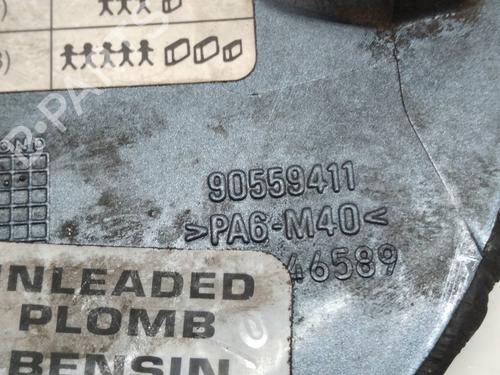 90559411
>PA6-M40<
46589
UNLEADED
PLOMB
BENSIN